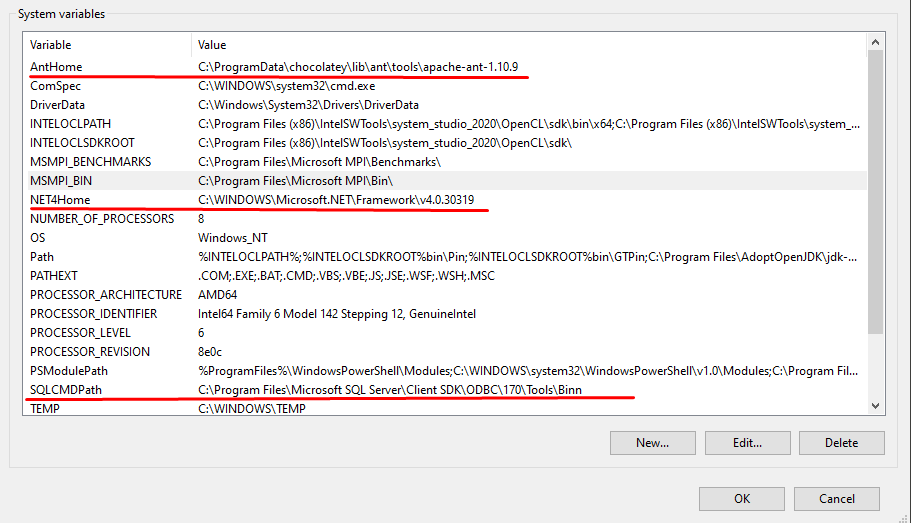 System variables
Variable Value
AntHome C:\ProgramData\chocolatey\lib\ant\tools\apache-ant-1.10.9
ComSpec C:\WINDOWS\system32\cmd.exe
DriverData C:\Windows\System32\Drivers\DriverData
INTELOCLPATH C:\Program Files (x86)\IntelSWTools\system_studio_2020\OpenCL\sdk\bin\x64;C:\Program Files (x86)\IntelSWTools\system_...
INTELOCLSDKROOT C:\Program Files (x86)\IntelSWTools\system_studio_2020\OpenCL\sdk\
MSMPI_BENCHMARKS C:\Program Files\Microsoft MPI\Benchmarks\
MSMPI_BIN C:\Program Files\Microsoft MPI\Bin\
NET4Home C:\WINDOWS\Microsoft.NET\Framework\v4.0.30319
NUMBER_OF_PROCESSORS 8
OS Windows_NT
Path %INTELOCLPATH%;%INTELOCLSDKROOT%bin\Pin;%INTELOCLSDKROOT%bin\GTPin;C:\Program Files\AdoptOpenJDK\jdk-...
PATHEXT .COM;.EXE;.BAT;.CMD;.VBS;.VBE;.JS;.JSE;.WSF;.WSH;.MSC
PROCESSOR_ARCHITECTURE AMD64
PROCESSOR_IDENTIFIER Intel64 Family 6 Model 142 Stepping 12, GenuineIntel
PROCESSOR_LEVEL 6
PROCESSOR_REVISION 8e0c
PSModulePath %ProgramFiles%\WindowsPowerShell\Modules;C:\WINDOWS\system32\WindowsPowerShell\v1.0\Modules;C:\Program Fil...
SQLCMDPath C:\Program Files\Microsoft SQL Server\Client SDK\ODBC\170\Tools\Binn
TEMP C:\WINDOWS\TEMP
New... Edit... Delete
OK Cancel